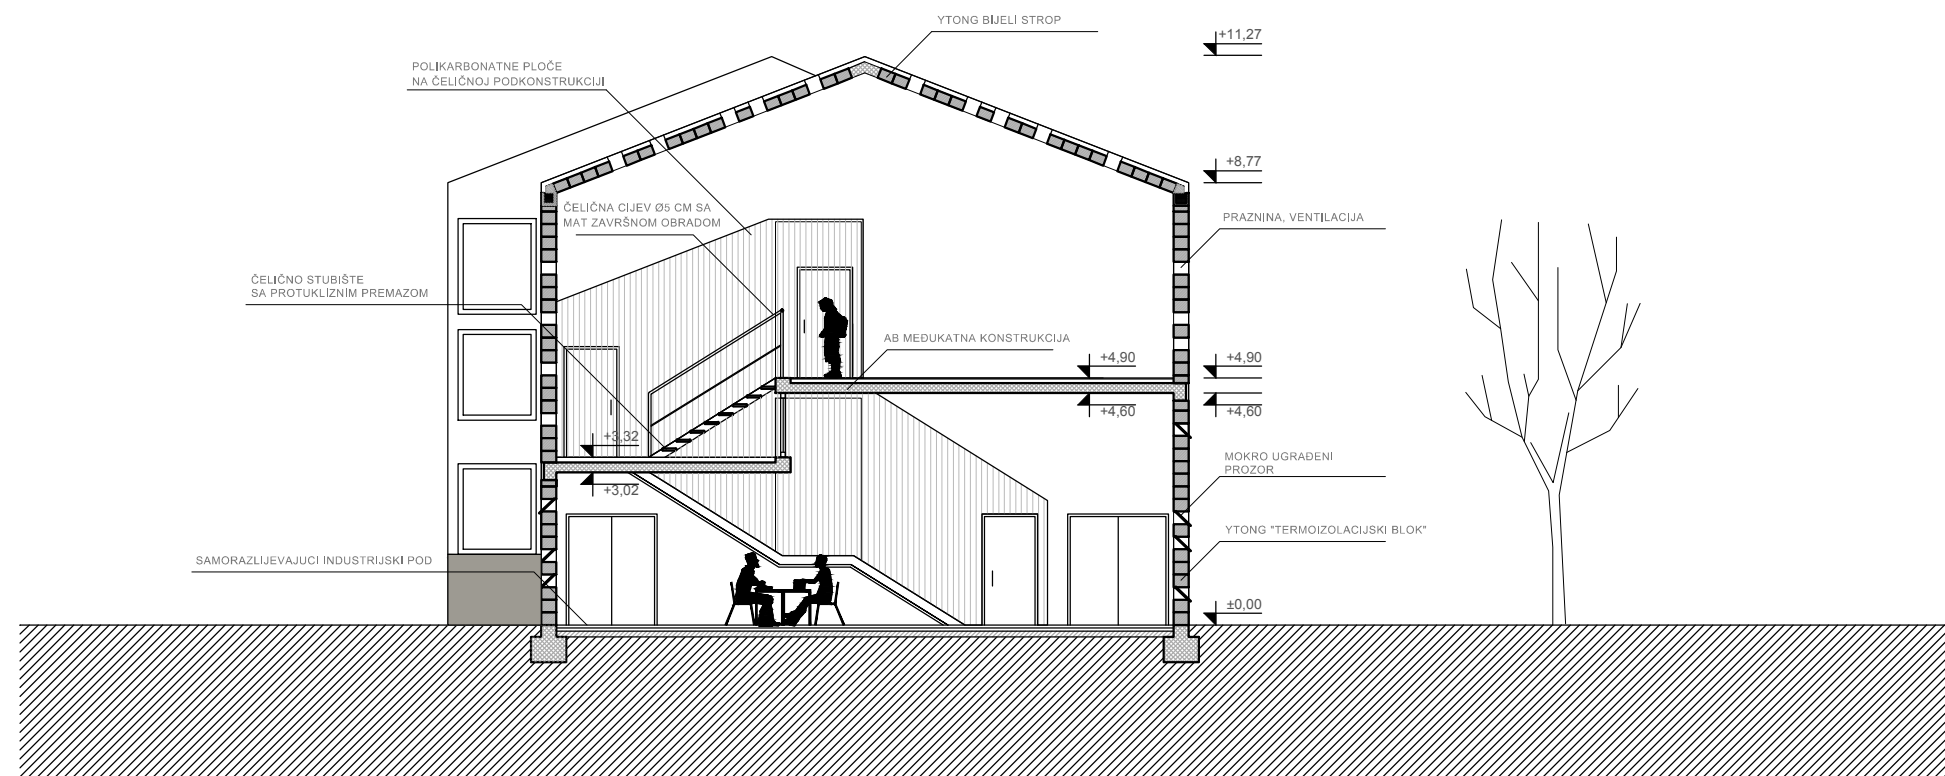 YTONG BIJELI STROP
+11,27
POLIKARBONATNE PLOČE
NA ČELIČNOJ PODKONSTRUKCIJI
+8,77
ČELIČNA CIJEV Ø5 CM SA
MAT ZAVRŠNOM OBRADOM
PRAZNINA, VENTILACIJA
ČELIČNO STUBIŠTE
SA PROTUKLIZNIM PREMAZOM
AB MEĐUKATNA KONSTRUKCIJA
+4,90
+4,90
+4,60
+4,60
+3,32
+3,02
MOKRO UGRAĐENI
PROZOR
YTONG "TERMOIZOLACIJSKI BLOK"
SAMORAZLIJEVAJUCI INDUSTRIJSKI POD
±0,00